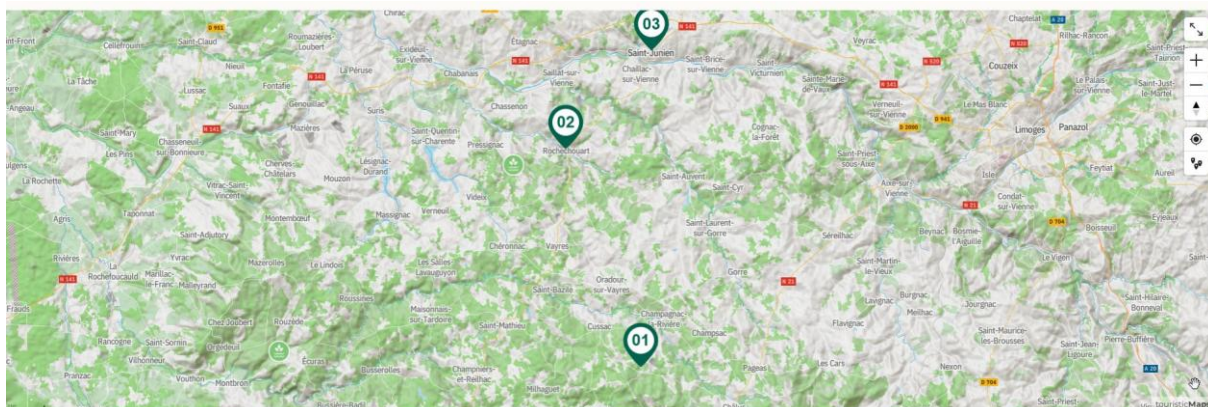 Chirac
03
N 145
Chaptelat
A 20
D 951
Saint-Claud
Roumazières-
Loubert
Exideuil-
sur-Vienne
Étagnac
N 141
Rilhac-Rancon
Saint-Front
Cellefrouin
Nieuil
La Péruse
Saint-Junien
Veyrac
N 520
Couzeix
Saint-Priest-
Taurion
La Tâche
Lussac
Fontafie
N 141
Chabanais
Saillat-sur-
Vienne
Chaillac-
sur-Vienne
Saint-Brice-
sur-Vienne
Saint-
Victurnien
Sainte-Marie-
de-Vaux
N 141
Le Palais-
sur-Vienne
Saint-Just-
le-Martel
Suaux
Genouillac
Suris
Chassenon
Verneuil-
sur-Vienne
Le Mas Blanc
D 941
D 2000
Limoges
Panazol
Saint-Mary
Chasseneuil-
sur-Bonnieure
N 141
Mazières
Saint-Quentin-
sur-Charente
02
Pressignac
Rochechouart
Cognac-
la-Forêt
Saint-Priest
sous-Aixe
Les Pins
Cherves-
Châtelars
Lésignac-
Durand
Isle
Feytiat
Aureil
La Rochette
Vitrac-Saint-
Vincent
Mouzon
Saint-Auvent
Saint-Cyr
Aixe-sur-
Vienne
Condat-
sur-Vienne
Agris
Taponnat
Montembœuf
Massignac
Verneuil
Videix
Saint-Laurent-
sur-Gorre
N 21
D 704
Eyjeaux
Boisseuil
Saint-Adjutory
Chéronnac
Vayres
Séreilhac
Beynac
Bosmie-
l'Aiguille
Le Vigen
Rivières
Yvrac
Mazerolles
Le Lindois
Les Salles-
Lavauguyon
Saint-Martin-
le-Vieux
N 141
La
Rochefoucauld
Marillac-
le-Franc
Malleyrand
Oradour-
sur-Vayres
Gorre
N 21
Roussines
Saint-Bazile
Lavignac
Burgnac
Meilhac
Jourgnac
Saint-Hilaire-
Bonneval
Chez Joubert
Rouzède
Maisonnais-
sur-Tardoire
Saint-Mathieu
Cussac
Champagnac
la-Rivière
Champsac
Flavignac
Saint-Maurice-
les-Brousses
Rancogne
Saint-Sornin
Orgedeuil
01
Saint-Jean-
Ligoure
Pierre-Buffière
Vilhonneur
Écuras
Busserolles
Champniers-
et-Reilhac
Pageas
Les Cars
Nexon
A 20
Pranzac
Vouthon
Montbron
Milhaguet
D 704
Bussière-Badil
Saint-Priest-
touristicMaps